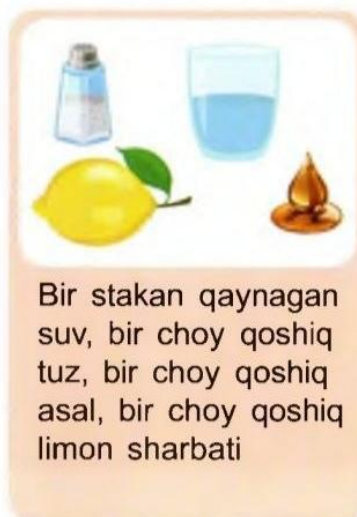 Bir stakan qaynagan
suv, bir choy qoshiq
tuz, bir choy qoshiq
asal, bir choy qoshiq
limon sharbati